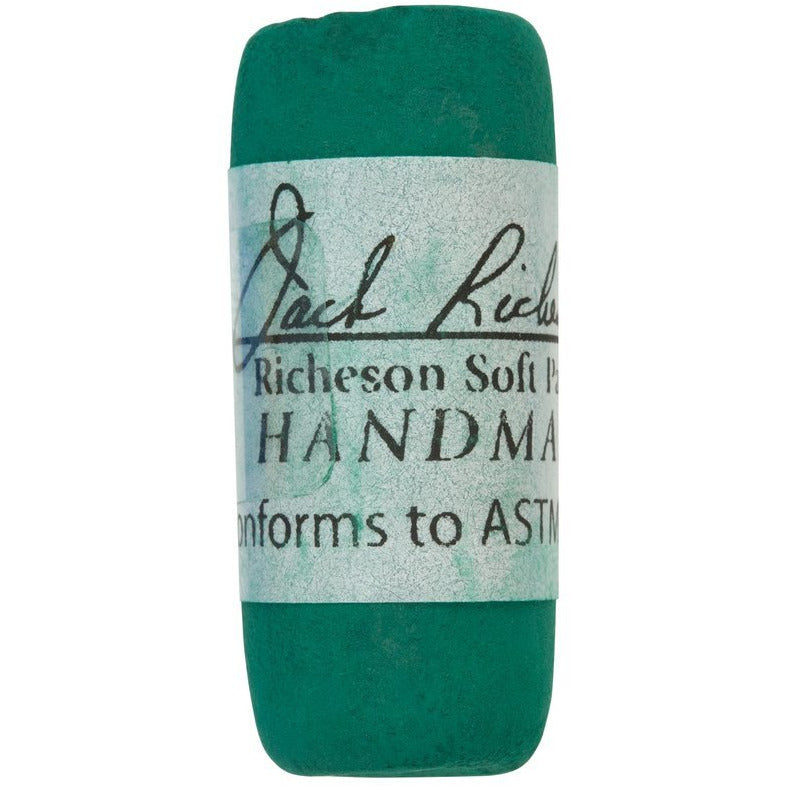 Jack Riche
Richeson Soft Pa
HANDMA
onforms to ASTM